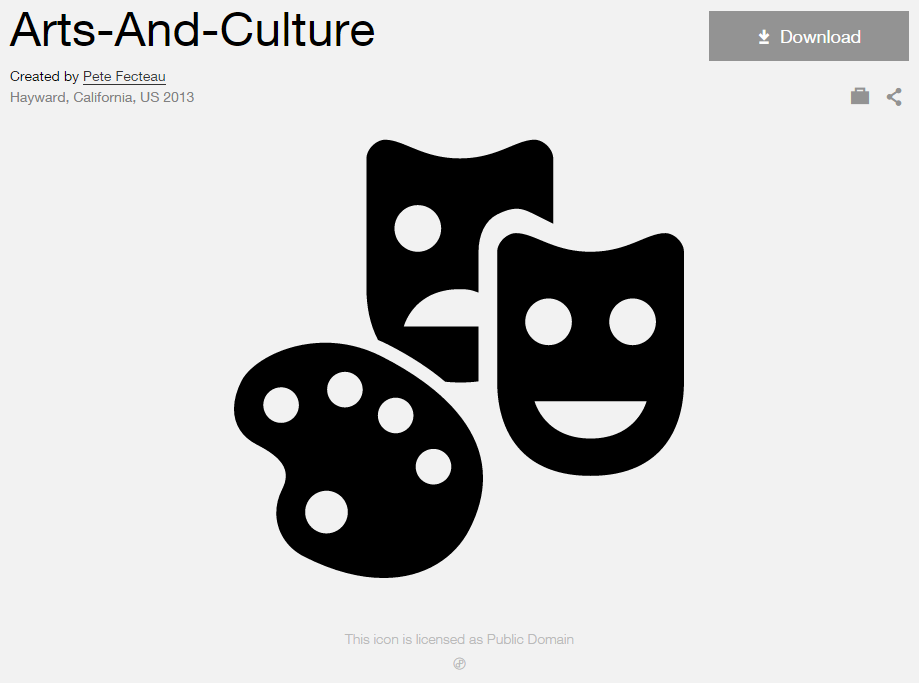 Arts-And-Culture
Download
Created by Pete Fecteau
Hayward, California, US 2013
This icon is licensed as Public Domain